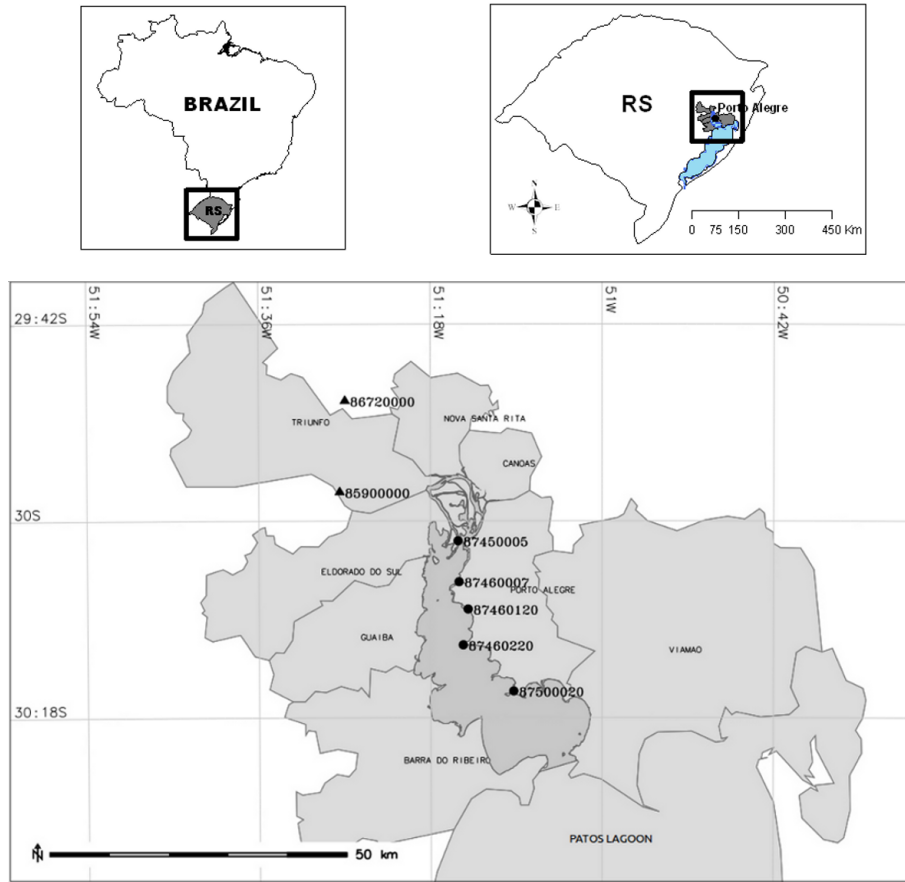 BRAZIL
RS
RS
Porto Alegre
N
W
E
S
0 75 150 300 450 Km
51:54W
51:36W
51:18W
51W
50:42W
29:42S
86720000
TRIUNFO
NOVA SANTA RITA
CANOAS
85900000
30S
87450005
ELDORADO DO SUL
87460007
PORTO ALEGRE
87460120
GUAIBA
87460220
VIAMAO
87500020
30:18S
BARRA DO RIBEIRO
PATOS LAGOON
N
50 km